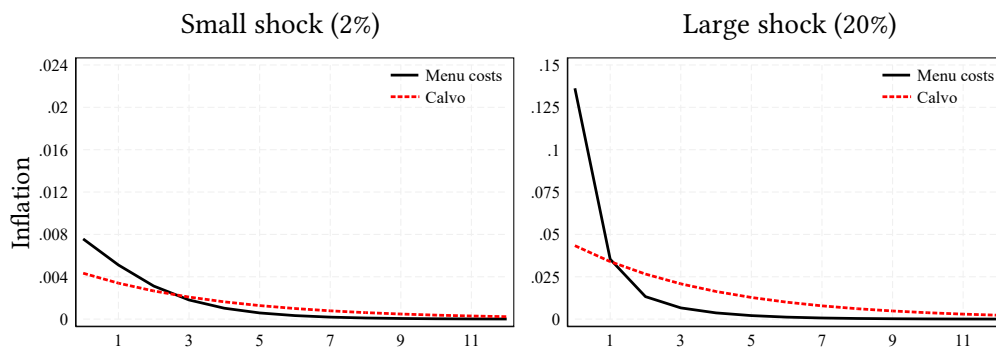 Small shock (2%)
Large shock (20%)
Inflation
.024
.02
.016
.012
.008
.004
0
Menu costs
Calvo
1 3 5 7 9 11
.15
.125
.1
.075
.05
.025
0
Menu costs
Calvo
1 3 5 7 9 11